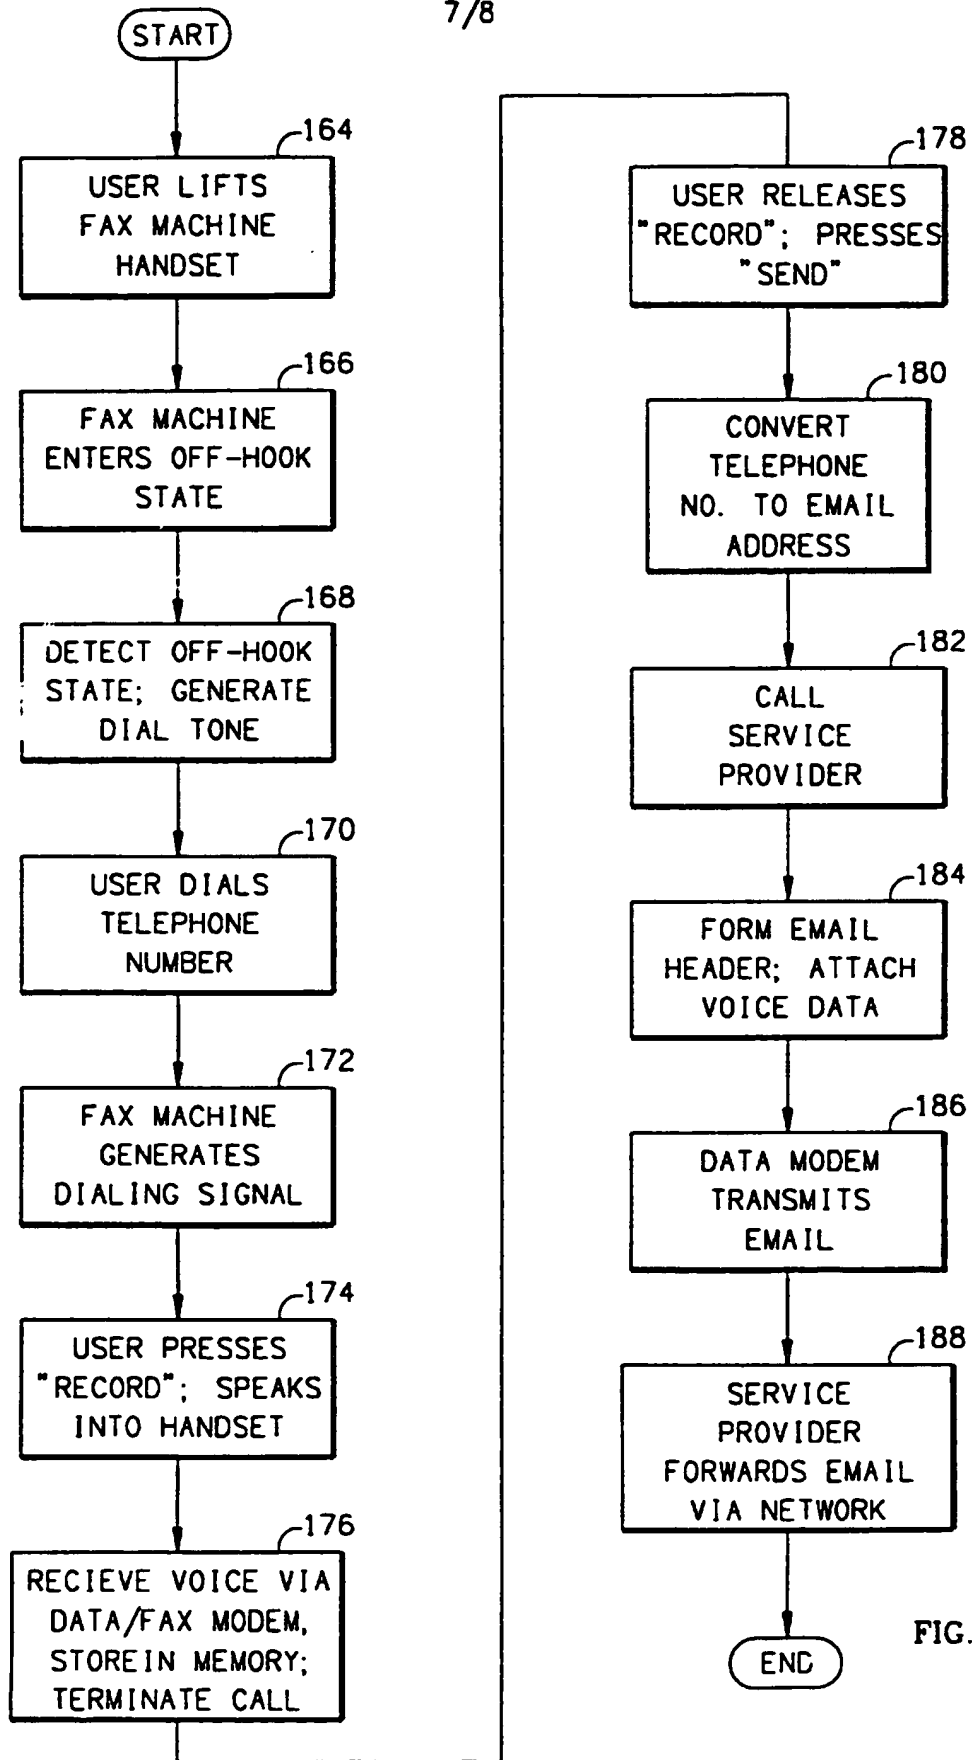 7/8
START
164
USER LIFTS
FAX MACHINE
HANDSET
166
FAX MACHINE
ENTERS OFF-HOOK
STATE
168
DETECT OFF-HOOK
STATE; GENERATE
DIAL TONE
170
USER DIALS
TELEPHONE
NUMBER
172
FAX MACHINE
GENERATES
DIALING SIGNAL
174
USER PRESSES
"RECORD"; SPEAKS
INTO HANDSET
176
RECIEVE VOICE VIA
DATA/FAX MODEM,
STOREIN MEMORY;
TERMINATE CALL
178
USER RELEASES
"RECORD"; PRESSES
"SEND"
180
CONVERT
TELEPHONE
NO. TO EMAIL
ADDRESS
182
CALL
SERVICE
PROVIDER
184
FORM EMAIL
HEADER; ATTACH
VOICE DATA
186
DATA MODEM
TRANSMITS
EMAIL
188
SERVICE
PROVIDER
FORWARDS EMAIL
VIA NETWORK
END
FIG.